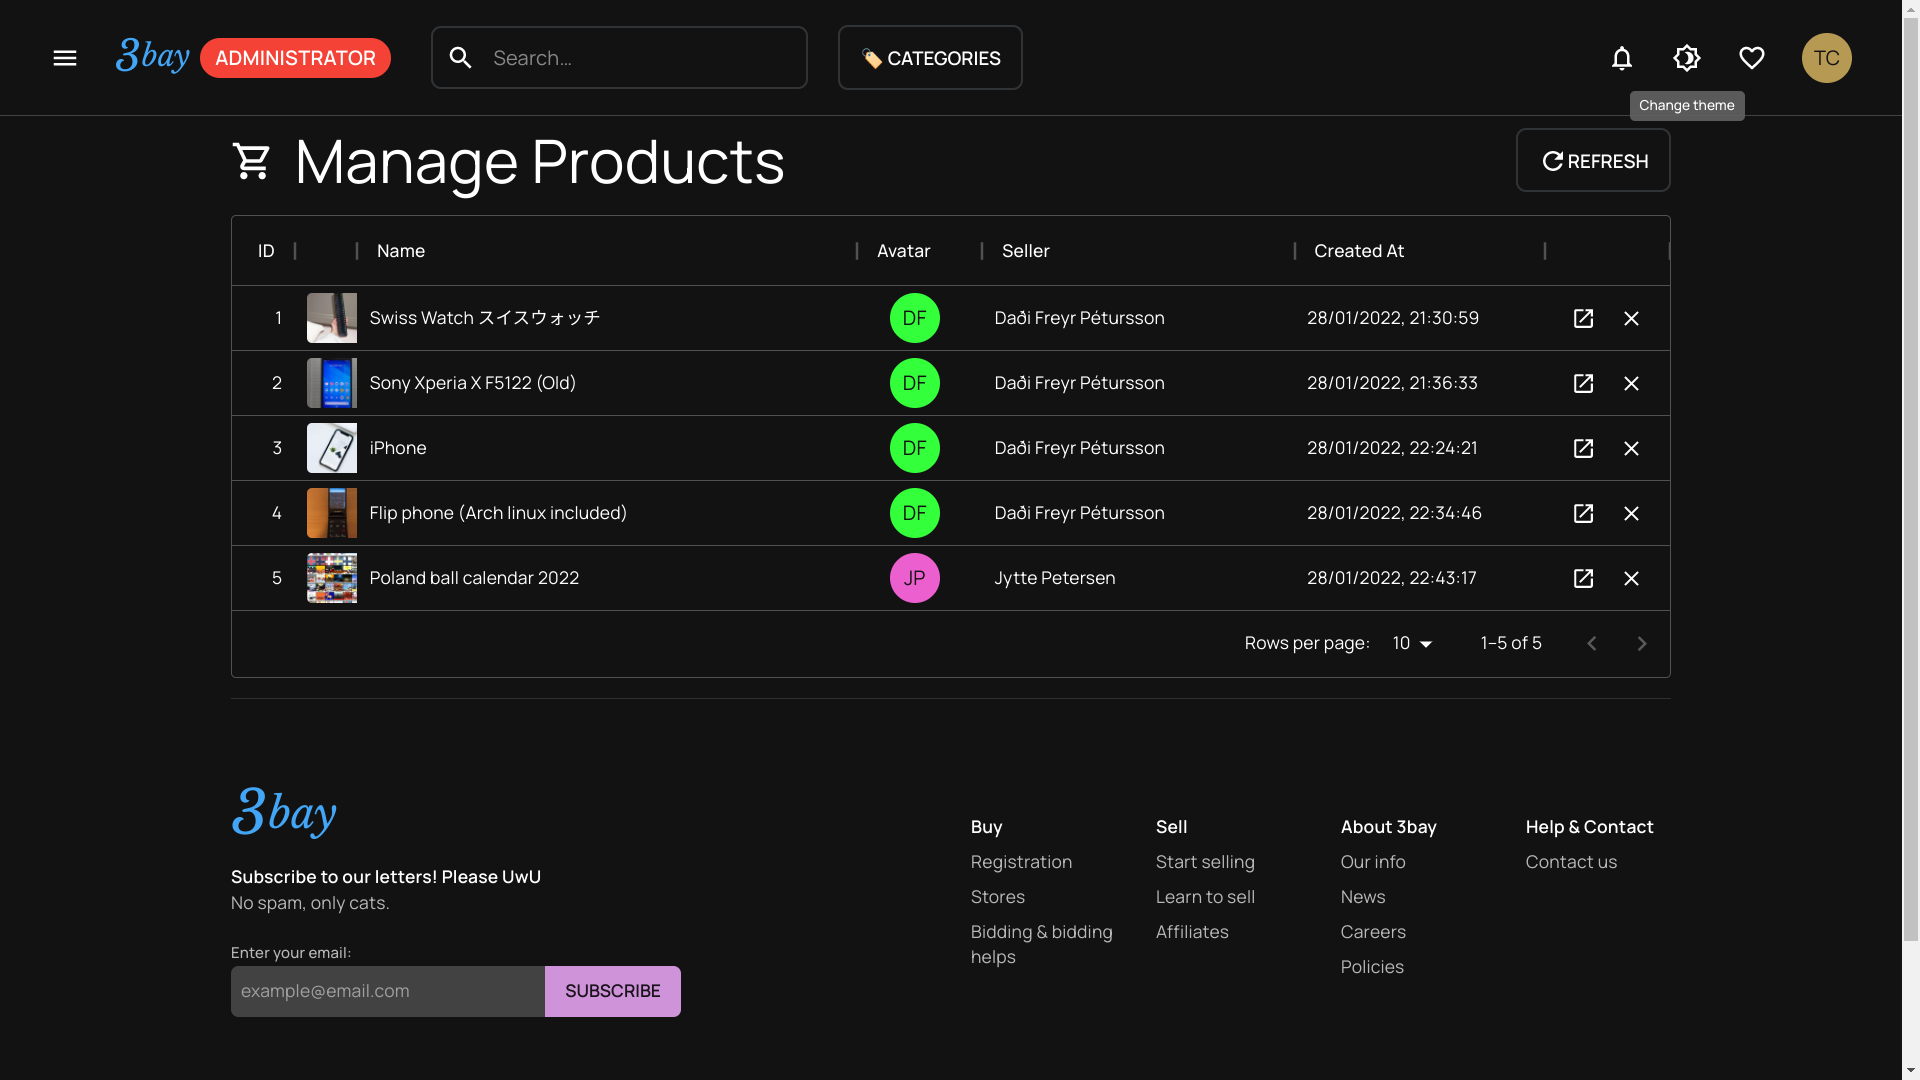 3bay ADMINISTRATOR Search… 🏷️ CATEGORIES TC
Change theme
Manage Products REFRESH
ID Name Avatar Seller Created At
1 Swiss Watch スイスウォッチ DF Daði Freyr Pétursson 28/01/2022, 21:30:59
2 Sony Xperia X F5122 (Old) DF Daði Freyr Pétursson 28/01/2022, 21:36:33
3 iPhone DF Daði Freyr Pétursson 28/01/2022, 22:24:21
4 Flip phone (Arch linux included) DF Daði Freyr Pétursson 28/01/2022, 22:34:46
5 Poland ball calendar 2022 JP Jytte Petersen 28/01/2022, 22:43:17
Rows per page: 10 1–5 of 5
3bay
Subscribe to our letters! Please UwU
No spam, only cats.
Enter your email:
example@email.com SUBSCRIBE
Buy
Registration
Stores
Bidding & bidding
helps
Sell
Start selling
Learn to sell
Affiliates
About 3bay
Our info
News
Careers
Policies
Help & Contact
Contact us